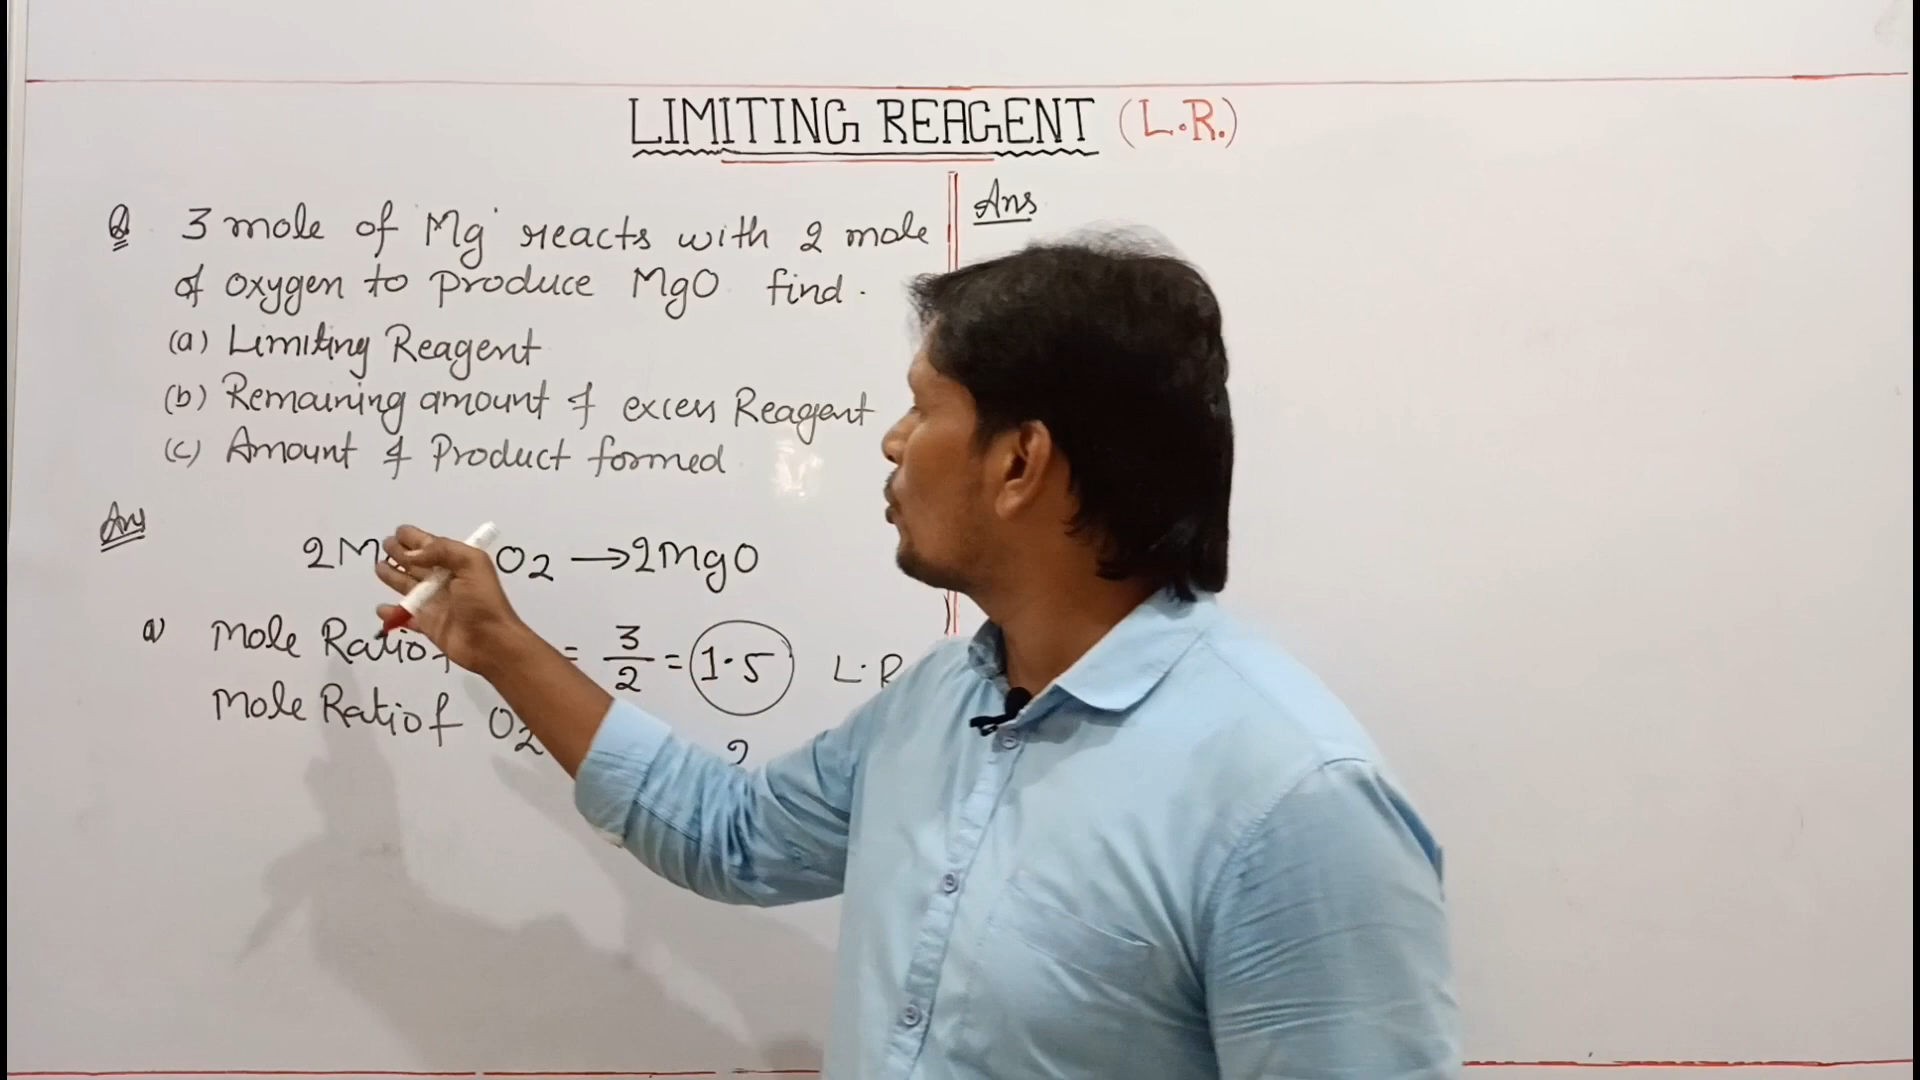 LIMITING REAGENT (L.R.)
Q 3 mole of Mg reacts with 2 mole
of oxygen to produce MgO find.
(a) Limiting Reagent
(b) Remaining amount of excess Reagent
(c) Amount of Product formed
Ans
2M O2 → 2MgO
a) Mole Ratio of = 3/2 = 1.5 L.R
Mole Ratio of O2 2
Ans